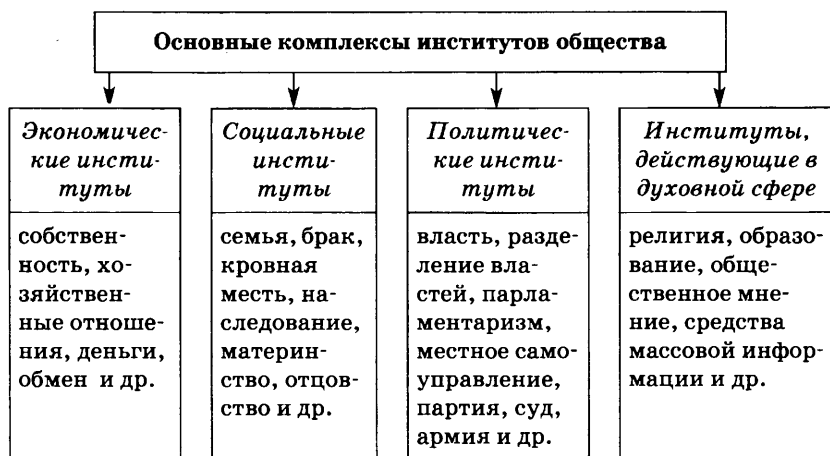 Основные комплексы институтов общества
Экономичес-
кие инсти-
туты
собствен-
ность, хо-
зяйствен-
ные отноше-
ния, деньги,
обмен и др.
Социальные
инсти-
туты
семья, брак,
кровная
месть, на-
следование,
материн-
ство, отцов-
ство и др.
Политичес-
кие инсти-
туты
власть, разде-
ление вла-
стей, парла-
ментаризм,
местное само-
управление,
партия, суд,
армия и др.
Институты,
действующие в
духовной сфере
религия, образо-
вание, обще-
ственное мне-
ние, средства
массовой инфор-
мации и др.